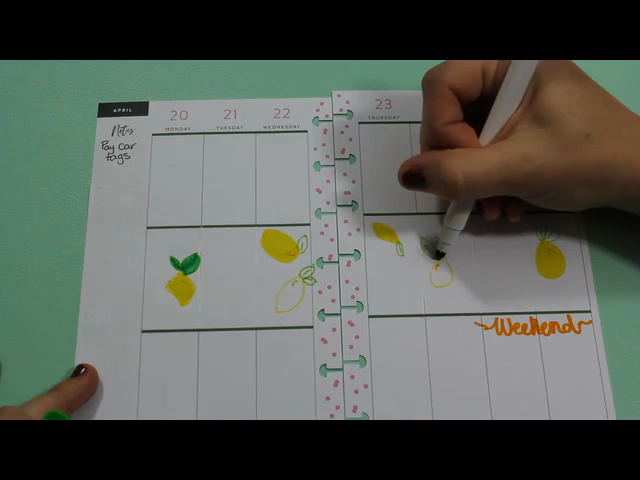 APRIL
20 21 22 23
MONDAY TUESDAY WEDNESDAY THURSDAY
Notes
Pay car
tags
~Weekend~